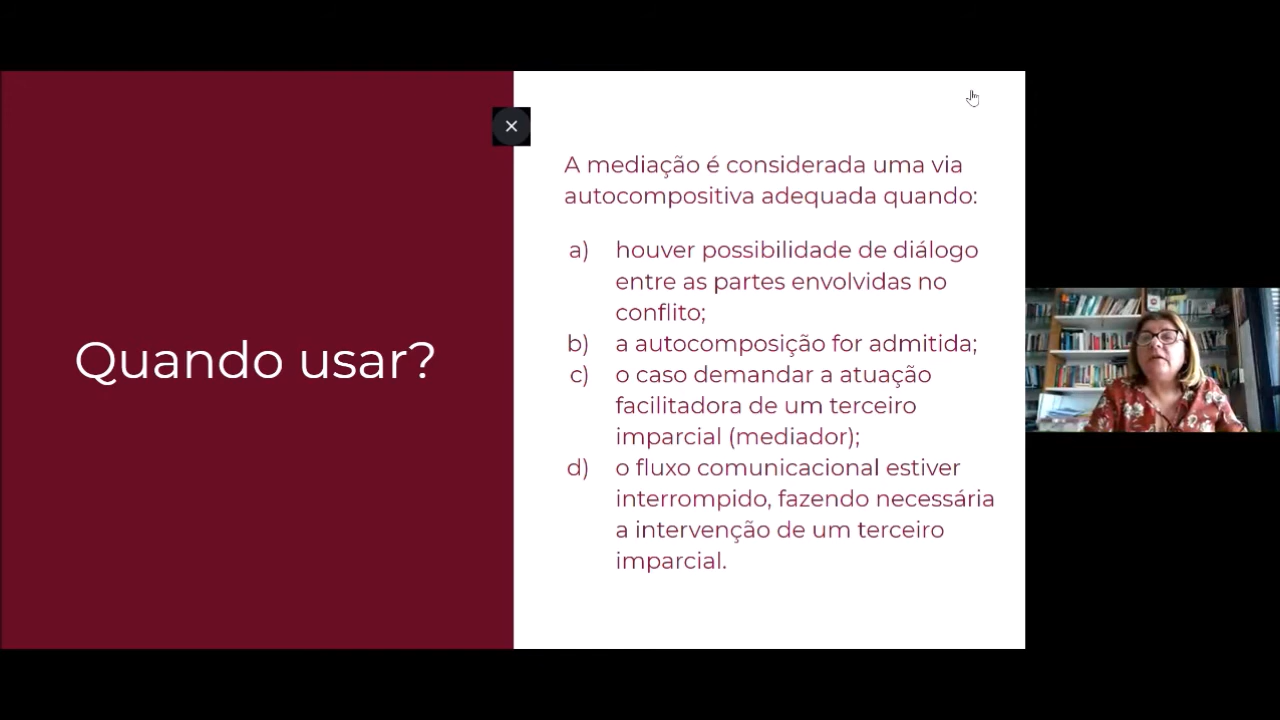 Quando usar?
A mediação é considerada uma via
autocompositiva adequada quando:
a) houver possibilidade de diálogo
entre as partes envolvidas no
conflito;
b) a autocomposição for admitida;
c) o caso demandar a atuação
facilitadora de um terceiro
imparcial (mediador);
d) o fluxo comunicacional estiver
interrompido, fazendo necessária
a intervenção de um terceiro
imparcial.